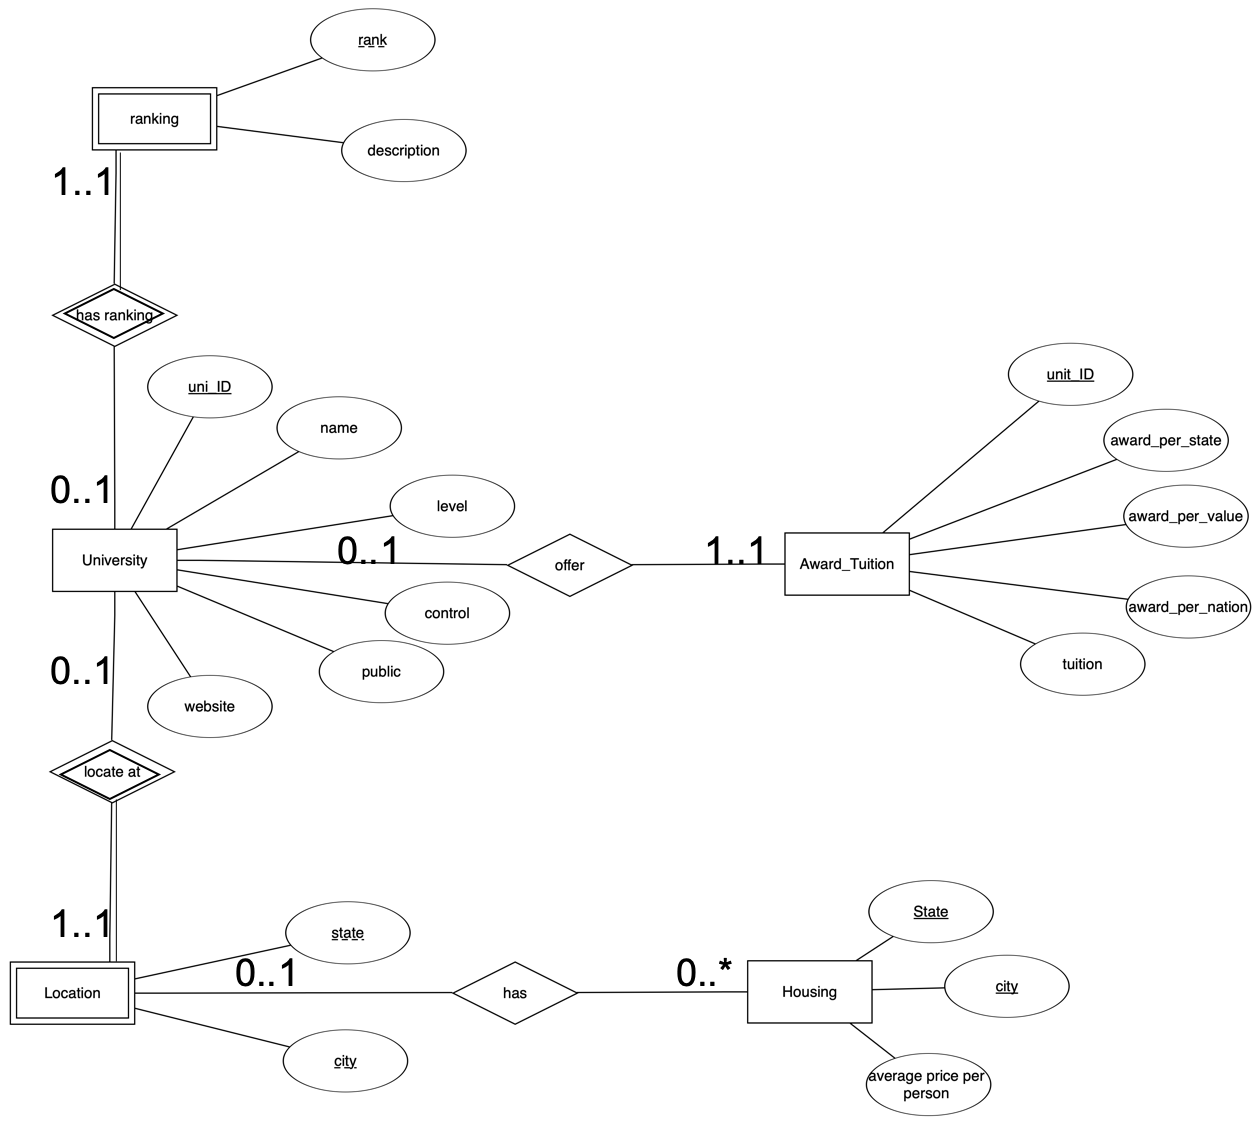 rank
ranking
description
1..1
has ranking
uni_ID
unit_ID
name
award_per_state
0..1
level
award_per_value
0..1
1..1
University
offer
Award_Tuition
control
award_per_nation
0..1
public
tuition
website
locate at
1..1
state
State
0..1
0..*
Location
has
Housing
city
city
average price per
person